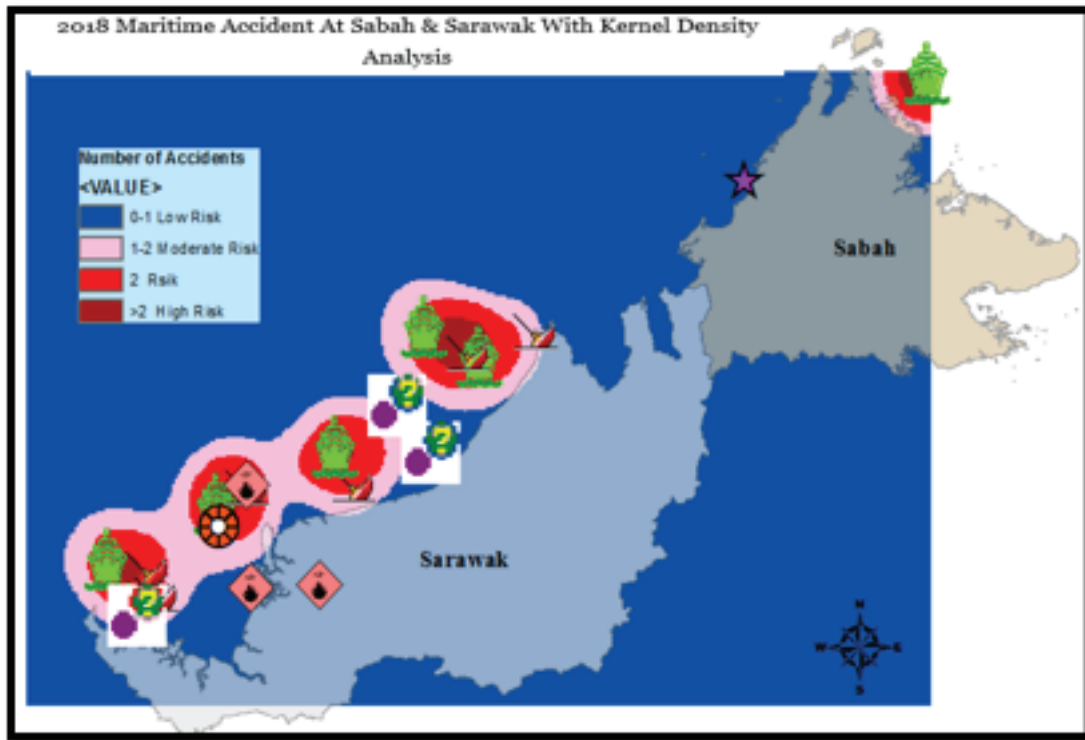 2018 Maritime Accident At Sabah & Sarawak With Kernel Density
Analysis
Number of Accidents
<VALUE>
0-1 Low Risk
1-2 Moderate Risk
2 Rsik
>2 High Risk
Sabah
Sarawak
N
W E
S